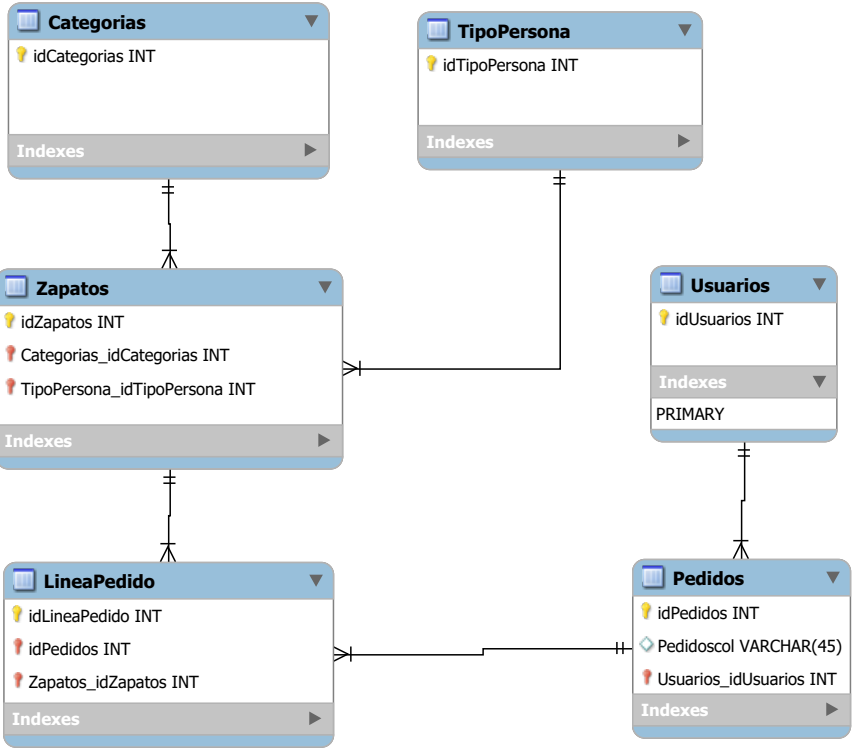 Categorias
idCategorias INT
Indexes
TipoPersona
idTipoPersona INT
Indexes
Zapatos
idZapatos INT
Categorias_idCategorias INT
TipoPersona_idTipoPersona INT
Indexes
Usuarios
idUsuarios INT
Indexes
PRIMARY
LineaPedido
idLineaPedido INT
idPedidos INT
Zapatos_idZapatos INT
Indexes
Pedidos
idPedidos INT
Pedidoscol VARCHAR(45)
Usuarios_idUsuarios INT
Indexes